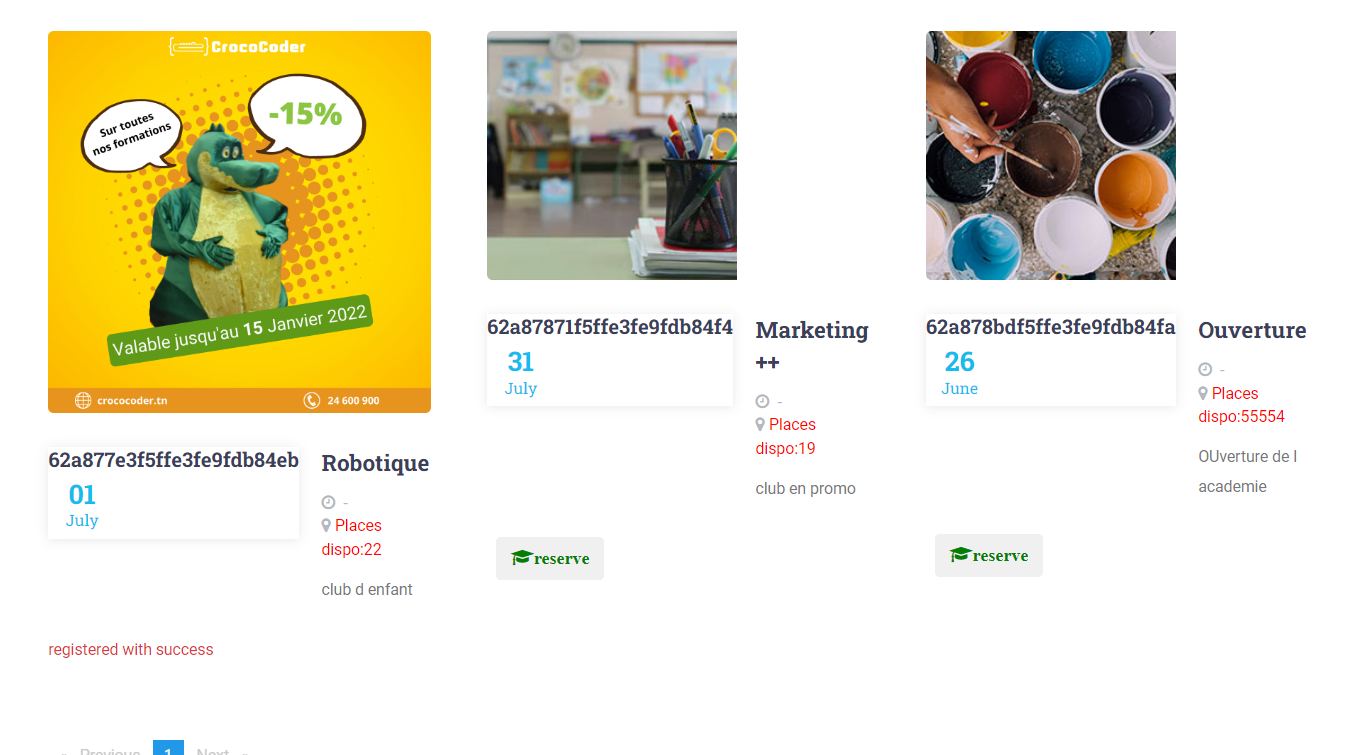 { }CrocoCoder
Sur toutes
nos formations
-15%
Valable jusqu'au 15 Janvier 2022
crococoder.tn
24 600 900
62a877e3f5ffe3fe9fdb84eb
01
July
Robotique
-
Places
dispo:22
club d enfant
registered with success
62a87871f5ffe3fe9fdb84f4
31
July
Marketing
++
-
Places
dispo:19
club en promo
reserve
62a878bdf5ffe3fe9fdb84fa
26
June
Ouverture
-
Places
dispo:55554
OUverture de l
academie
reserve
Previous 1 Next